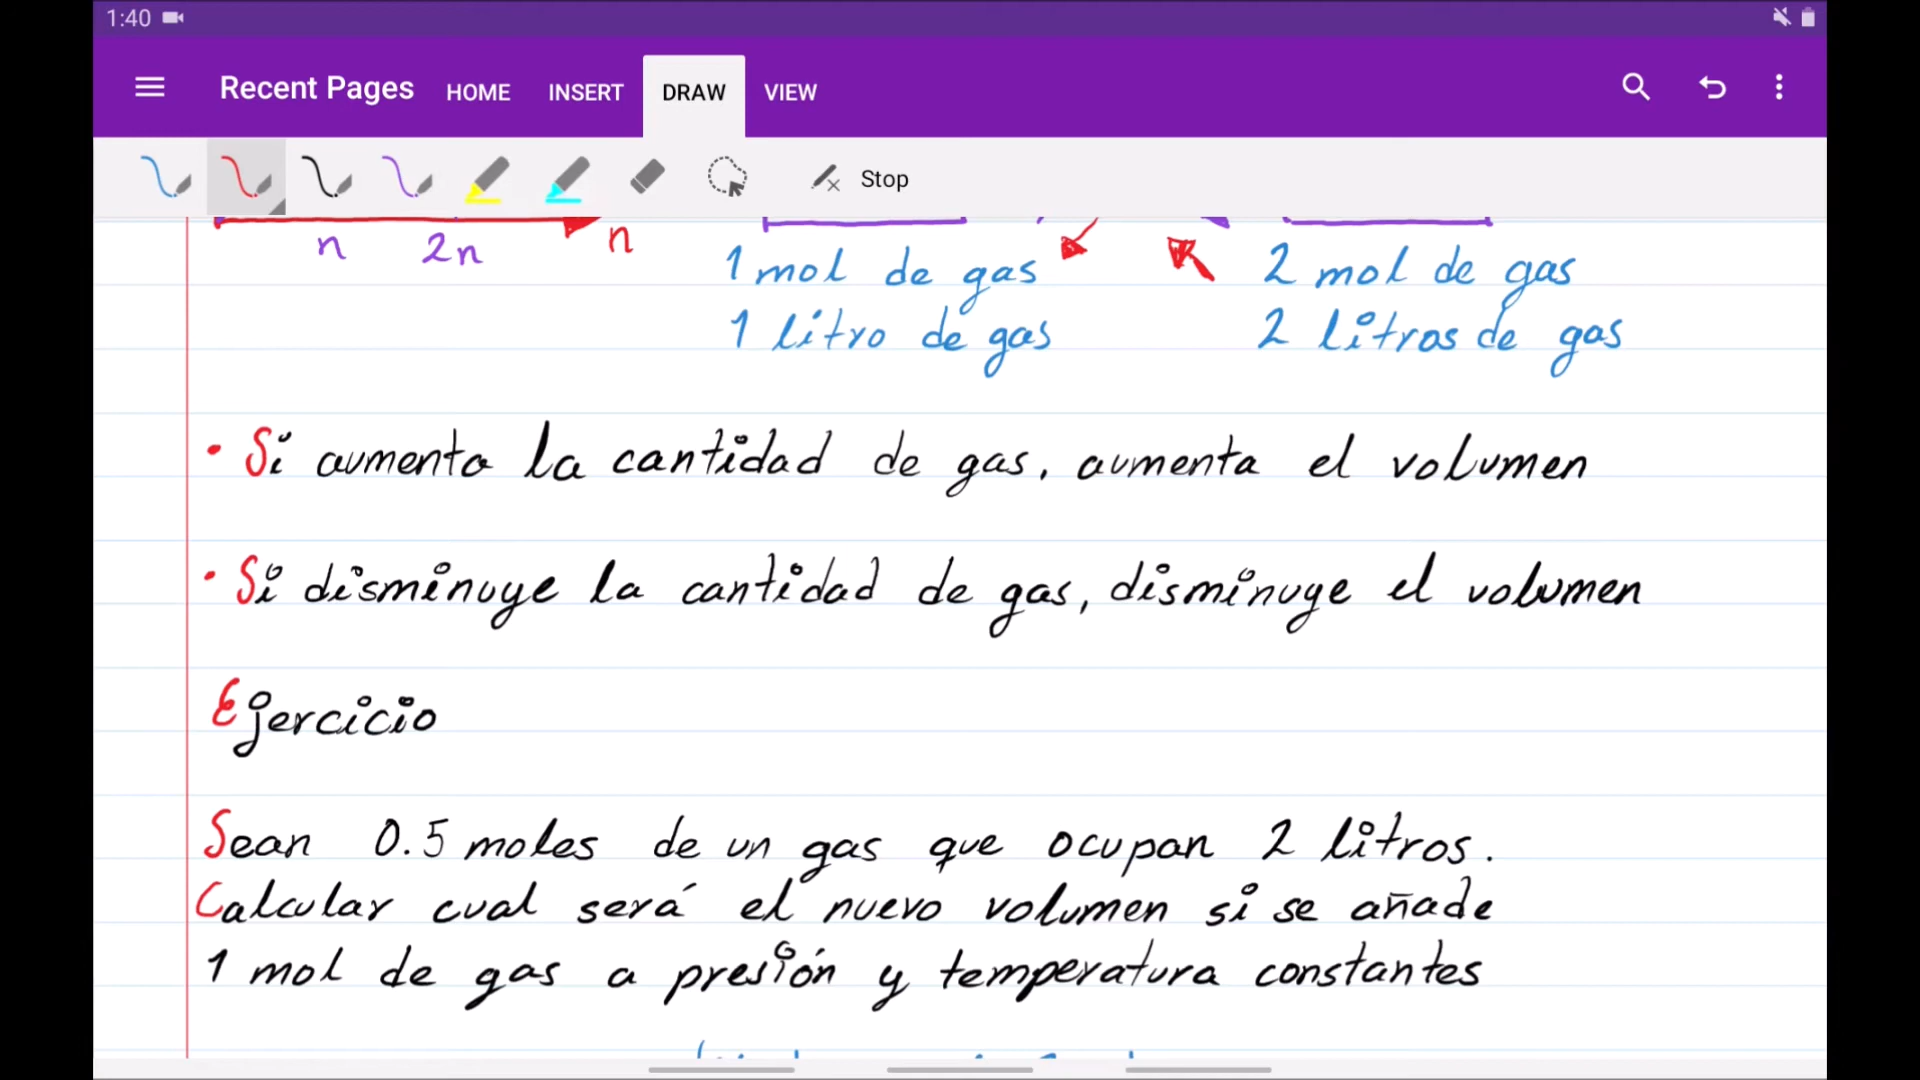 1:40
Recent Pages HOME INSERT DRAW VIEW
Stop
n 2n n
1 mol de gas 2 mol de gas
1 litro de gas 2 litros de gas
• Si aumenta la cantidad de gas, aumenta el volumen
• Si disminuye la cantidad de gas, disminuye el volumen
Ejercicio
Sean 0.5 moles de un gas que ocupan 2 litros.
Calcular cual será el nuevo volumen si se añade
1 mol de gas a presión y temperatura constantes